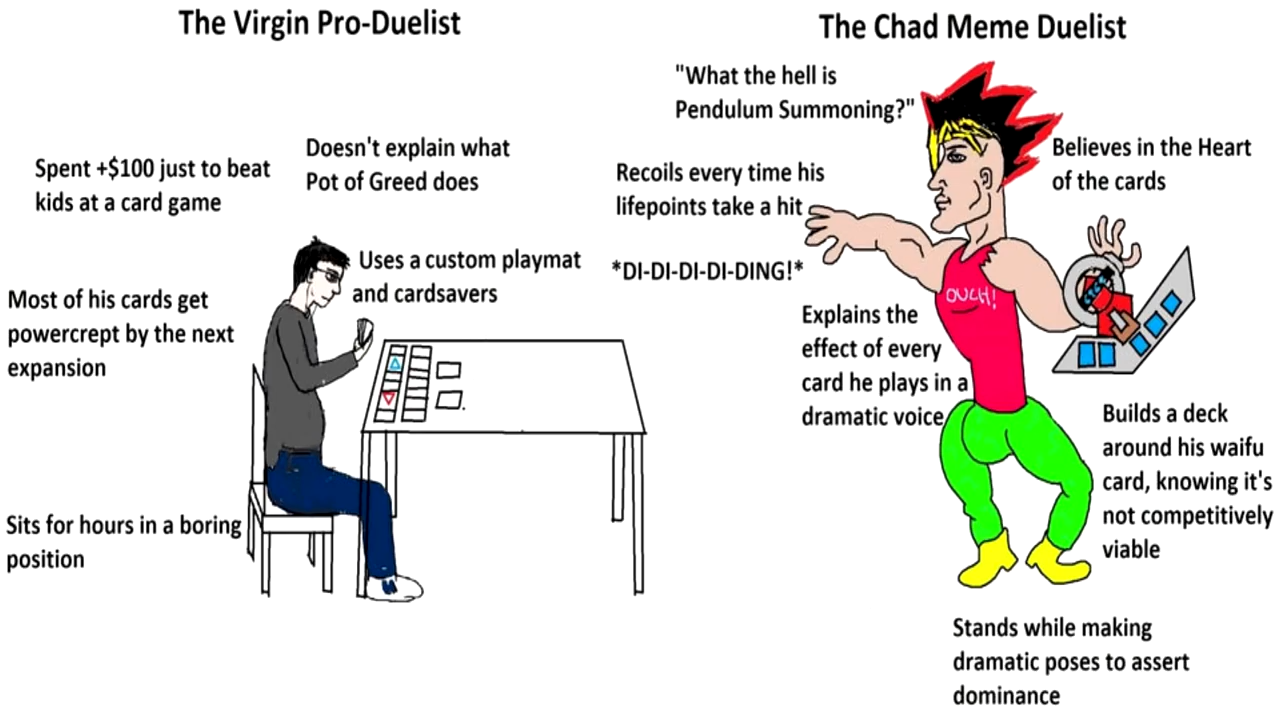 The Virgin Pro-Duelist
Spent +$100 just to beat
kids at a card game
Doesn't explain what
Pot of Greed does
Uses a custom playmat
and cardsavers
Most of his cards get
powercrept by the next
expansion
Sits for hours in a boring
position
The Chad Meme Duelist
"What the hell is
Pendulum Summoning?"
Believes in the Heart
of the cards
Recoils every time his
lifepoints take a hit
*DI-DI-DI-DI-DING!*
OUCH!
Explains the
effect of every
card he plays in a
dramatic voice
Builds a deck
around his waifu
card, knowing it's
not competitively
viable
Stands while making
dramatic poses to assert
dominance